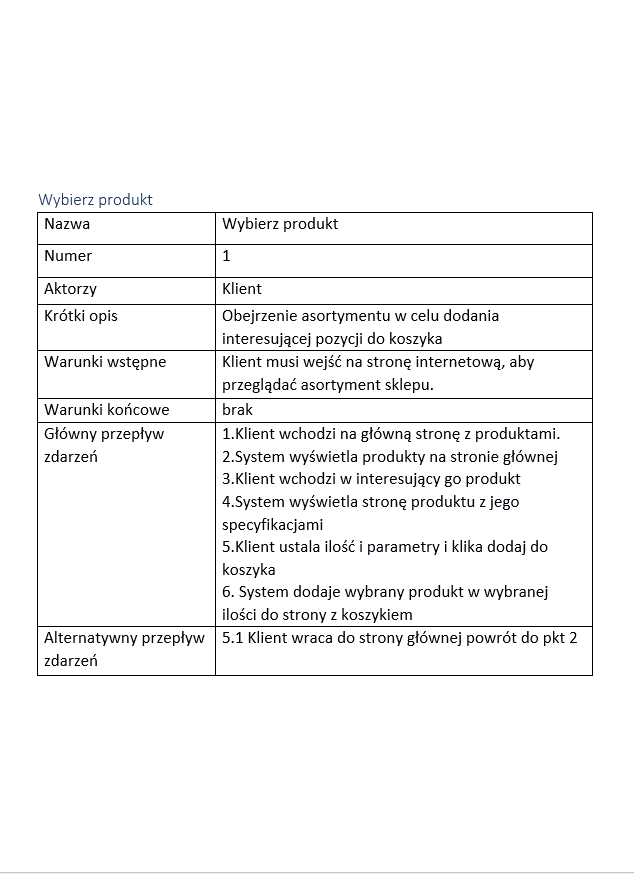 Wybierz produkt
Nazwa Wybierz produkt
Numer 1
Aktorzy Klient
Krótki opis Obejrzenie asortymentu w celu dodania
interesującej pozycji do koszyka
Warunki wstępne Klient musi wejść na stronę internetową, aby
przeglądać asortyment sklepu.
Warunki końcowe brak
Główny przepływ 1.Klient wchodzi na główną stronę z produktami.
zdarzeń 2.System wyświetla produkty na stronie głównej
3.Klient wchodzi w interesujący go produkt
4.System wyświetla stronę produktu z jego
specyfikacjami
5.Klient ustala ilość i parametry i klika dodaj do
koszyka
6. System dodaje wybrany produkt w wybranej
ilości do strony z koszykiem
Alternatywny przepływ 5.1 Klient wraca do strony głównej powrót do pkt 2
zdarzeń